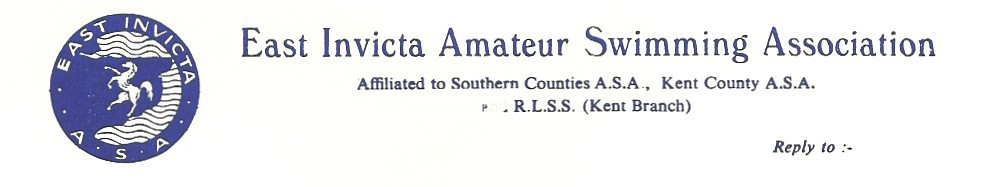 EAST INVICTA
A.S.A.
East Invicta Amateur Swimming Association
Affiliated to Southern Counties A.S.A., Kent County A.S.A.
R.L.S.S. (Kent Branch)
Reply to :-